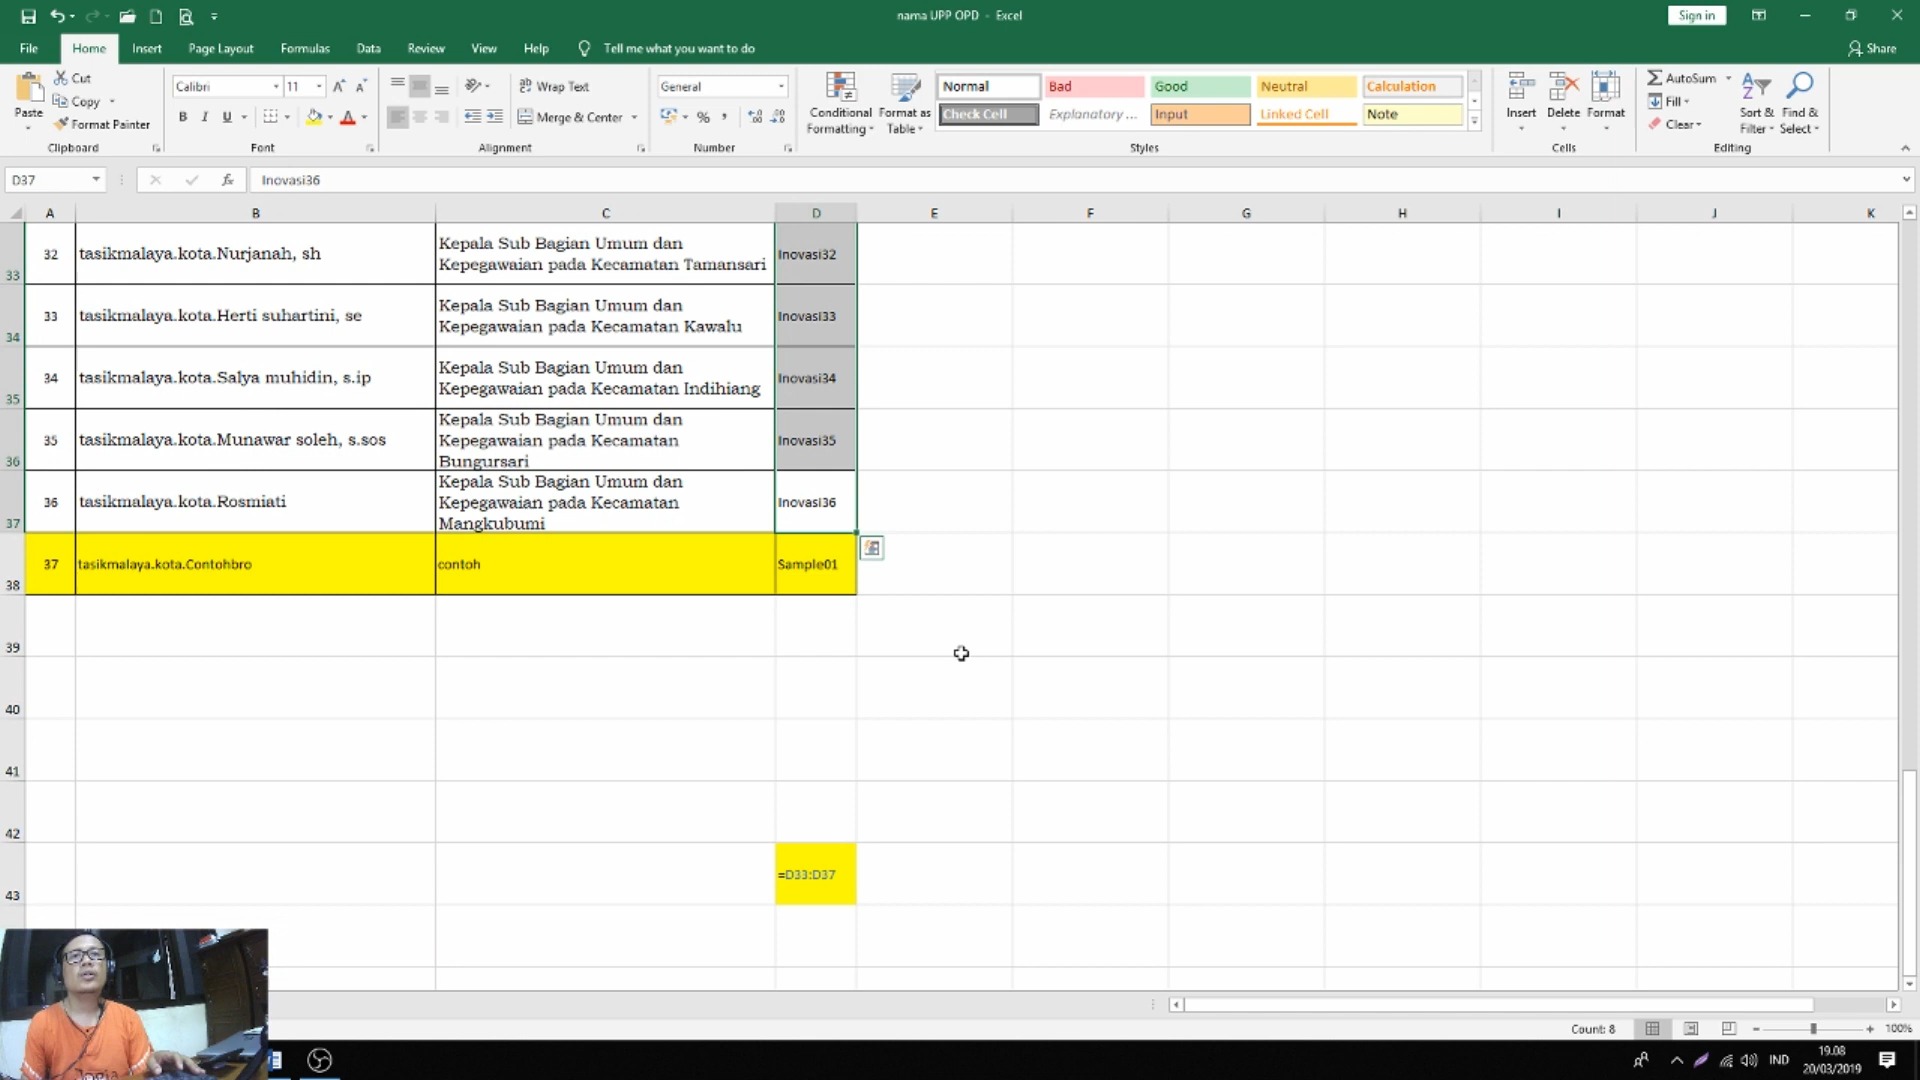 nama UPP OPD - Excel
Sign in
File Home Insert Page Layout Formulas Data Review View Help Tell me what you want to do Share
Paste
Cut
Copy
Format Painter
Clipboard
Calibri 11
B I U
Font
Wrap Text
Merge & Center
Alignment
General
%
Number
Conditional Formatting
Format as Table
Normal Bad Good Neutral Calculation
Check Cell Explanatory ... Input Linked Cell Note
Styles
Insert Delete Format
Cells
AutoSum
Fill
Clear
Sort & Filter
Find & Select
Editing
D37 fx Inovasi36
A B C D E F G H I J K
33 32 tasikmalaya.kota.Nurjanah, sh Kepala Sub Bagian Umum dan Kepegawaian pada Kecamatan Tamansari Inovasi32
34 33 tasikmalaya.kota.Herti suhartini, se Kepala Sub Bagian Umum dan Kepegawaian pada Kecamatan Kawalu Inovasi33
35 34 tasikmalaya.kota.Salya muhidin, s.ip Kepala Sub Bagian Umum dan Kepegawaian pada Kecamatan Indihiang Inovasi34
36 35 tasikmalaya.kota.Munawar soleh, s.sos Kepala Sub Bagian Umum dan Kepegawaian pada Kecamatan Bungursari Inovasi35
37 36 tasikmalaya.kota.Rosmiati Kepala Sub Bagian Umum dan Kepegawaian pada Kecamatan Mangkubumi Inovasi36
38 37 tasikmalaya.kota.Contohbro contoh Sample01
39
40
41
42
43 =D33:D37
Count: 8 100%
IND
19.08
20/03/2019